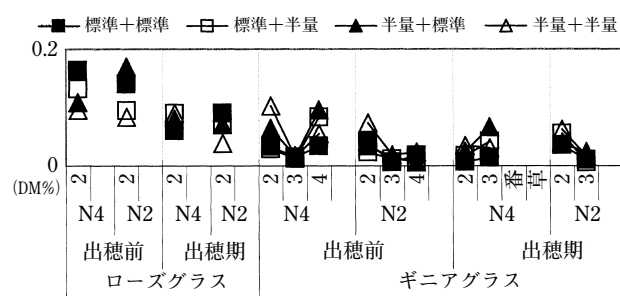 標準＋標準 標準＋半量 半量＋標準 半量＋半量
0.2
0
(DM%)
2 2 2 2 2 3 4 2 3 4 2 3 番 草 2 3
N4 N2 N4 N2 N4 N2 N4 N2
出穂前 出穂期 出穂前 出穂期
ローズグラス ギニアグラス